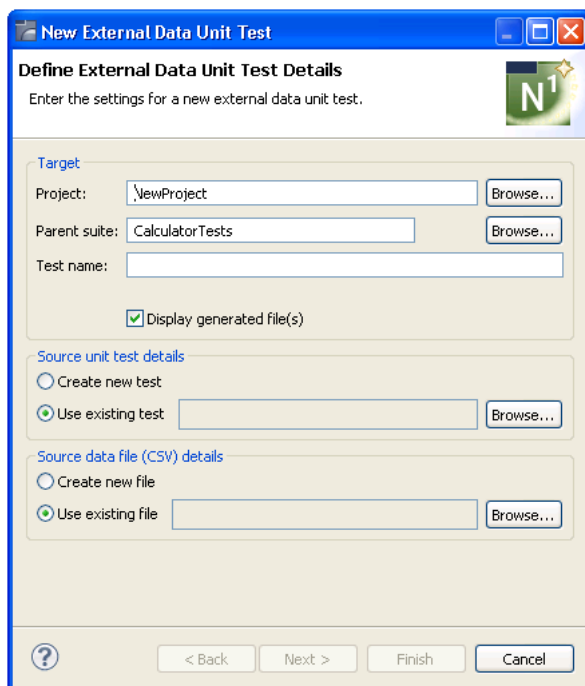 New External Data Unit Test
Define External Data Unit Test Details
Enter the settings for a new external data unit test.
N1
Target
Project: NewProject Browse...
Parent suite: CalculatorTests Browse...
Test name:
Display generated file(s)
Source unit test details
Create new test
Use existing test Browse...
Source data file (CSV) details
Create new file
Use existing file Browse...
? < Back Next > Finish Cancel